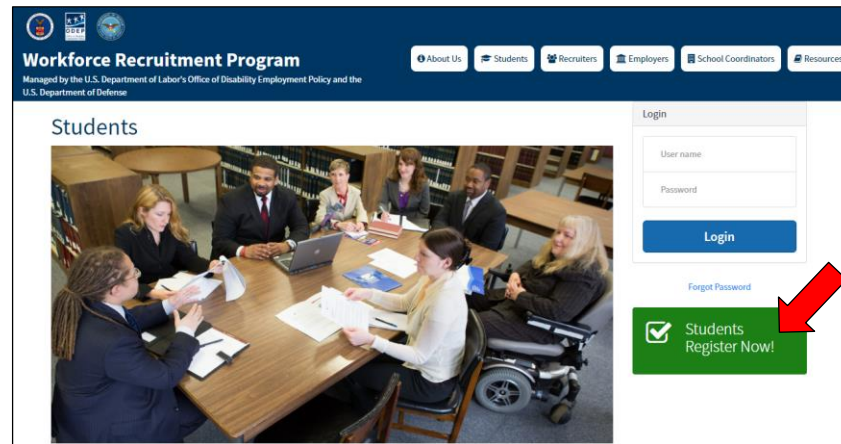 ODEP
Workforce Recruitment Program
Managed by the U.S. Department of Labor's Office of Disability Employment Policy and the
U.S. Department of Defense
About Us
Students
Recruiters
Employers
School Coordinators
Resources
Students
Login
User name
Password
Login
Forgot Password
Students
Register Now!